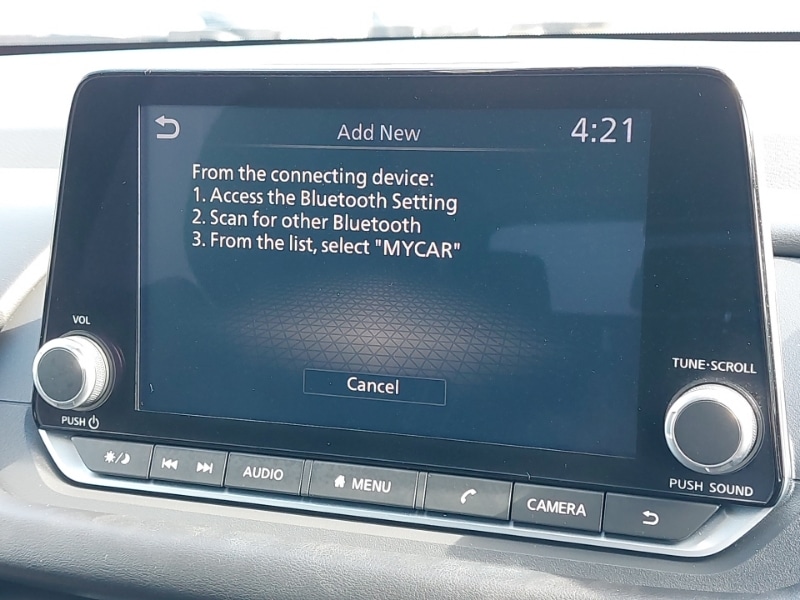 Add New
4:21
From the connecting device:
1. Access the Bluetooth Setting
2. Scan for other Bluetooth
3. From the list, select "MYCAR"
Cancel
VOL
PUSH
TUNE·SCROLL
PUSH SOUND
AUDIO
MENU
CAMERA